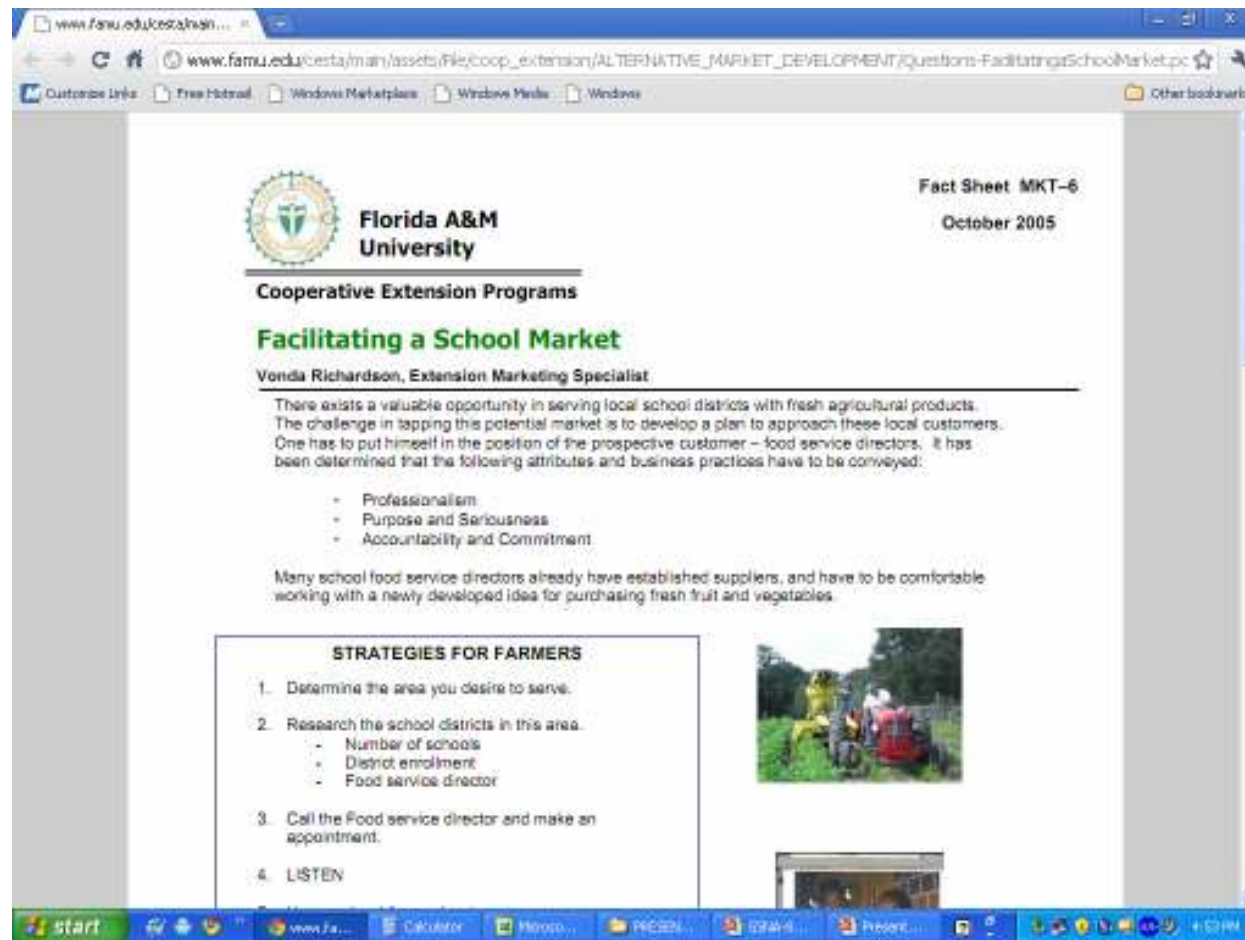 www.famu.edu/cesta/main...
www.famu.edu/cesta/main/assets/File/coop_extension/ALTERNATIVE_MARKET_DEVELOPMENT/Questions-FacilitatingaSchoolMarket.pc
Customize Links Free Hotmail Windows Marketplace Windows Media Windows Other bookmark
Fact Sheet MKT–6
October 2005
Florida A&M
University
Cooperative Extension Programs
Facilitating a School Market
Vonda Richardson, Extension Marketing Specialist
There exists a valuable opportunity in serving local school districts with fresh agricultural products.
The challenge in tapping this potential market is to develop a plan to approach these local customers.
One has to put himself in the position of the prospective customer – food service directors. It has
been determined that the following attributes and business practices have to be conveyed:
- Professionalism
- Purpose and Seriousness
- Accountability and Commitment
Many school food service directors already have established suppliers, and have to be comfortable
working with a newly developed idea for purchasing fresh fruit and vegetables.
STRATEGIES FOR FARMERS
1. Determine the area you desire to serve.
2. Research the school districts in this area.
- Number of schools
- District enrollment
- Food service director
3. Call the Food service director and make an
appointment.
4. LISTEN
start www.fa... Calculator Microso... PRESEN... Present... 4:53 PM